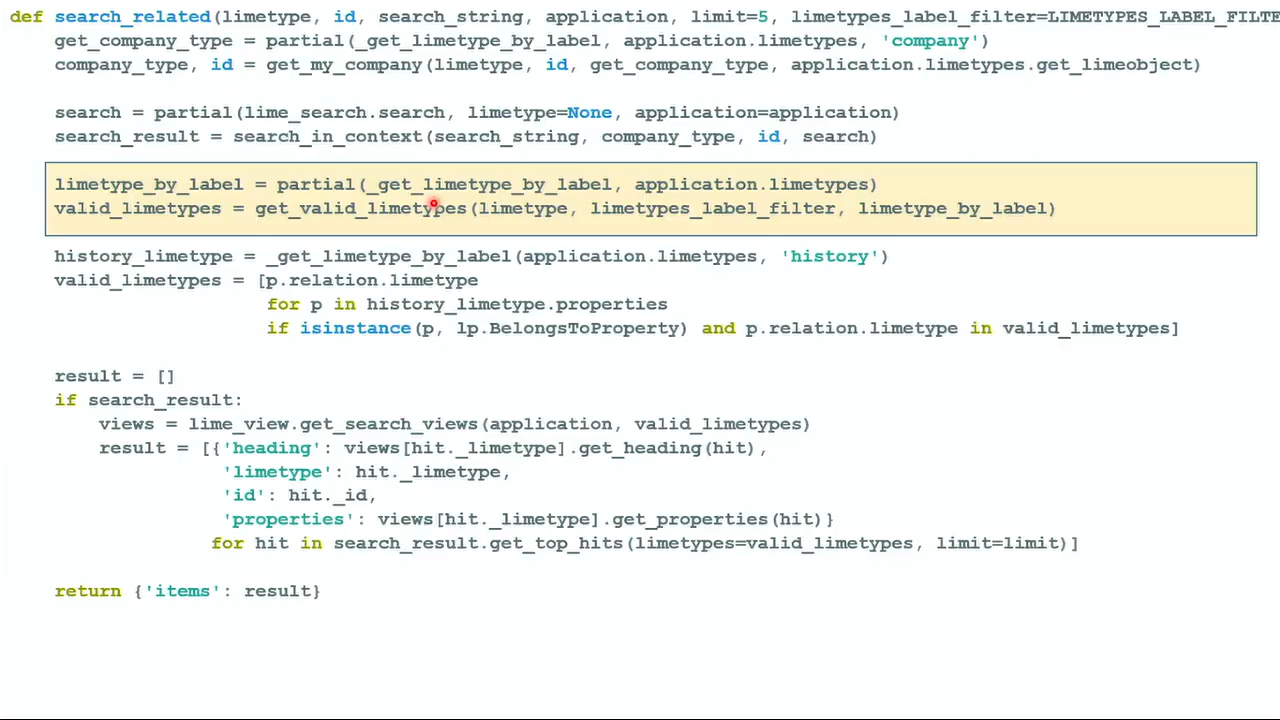 def search_related(limetype, id, search_string, application, limit=5, limetypes_label_filter=LIMETYPES_LABEL_FILTE
get_company_type = partial(_get_limetype_by_label, application.limetypes, 'company')
company_type, id = get_my_company(limetype, id, get_company_type, application.limetypes.get_limeobject)
search = partial(lime_search.search, limetype=None, application=application)
search_result = search_in_context(search_string, company_type, id, search)
limetype_by_label = partial(_get_limetype_by_label, application.limetypes)
valid_limetypes = get_valid_limetypes(limetype, limetypes_label_filter, limetype_by_label)
history_limetype = _get_limetype_by_label(application.limetypes, 'history')
valid_limetypes = [p.relation.limetype
for p in history_limetype.properties
if isinstance(p, lp.BelongsToProperty) and p.relation.limetype in valid_limetypes]
result = []
if search_result:
views = lime_view.get_search_views(application, valid_limetypes)
result = [{'heading': views[hit._limetype].get_heading(hit),
'limetype': hit._limetype,
'id': hit._id,
'properties': views[hit._limetype].get_properties(hit)}
for hit in search_result.get_top_hits(limetypes=valid_limetypes, limit=limit)]
return {'items': result}